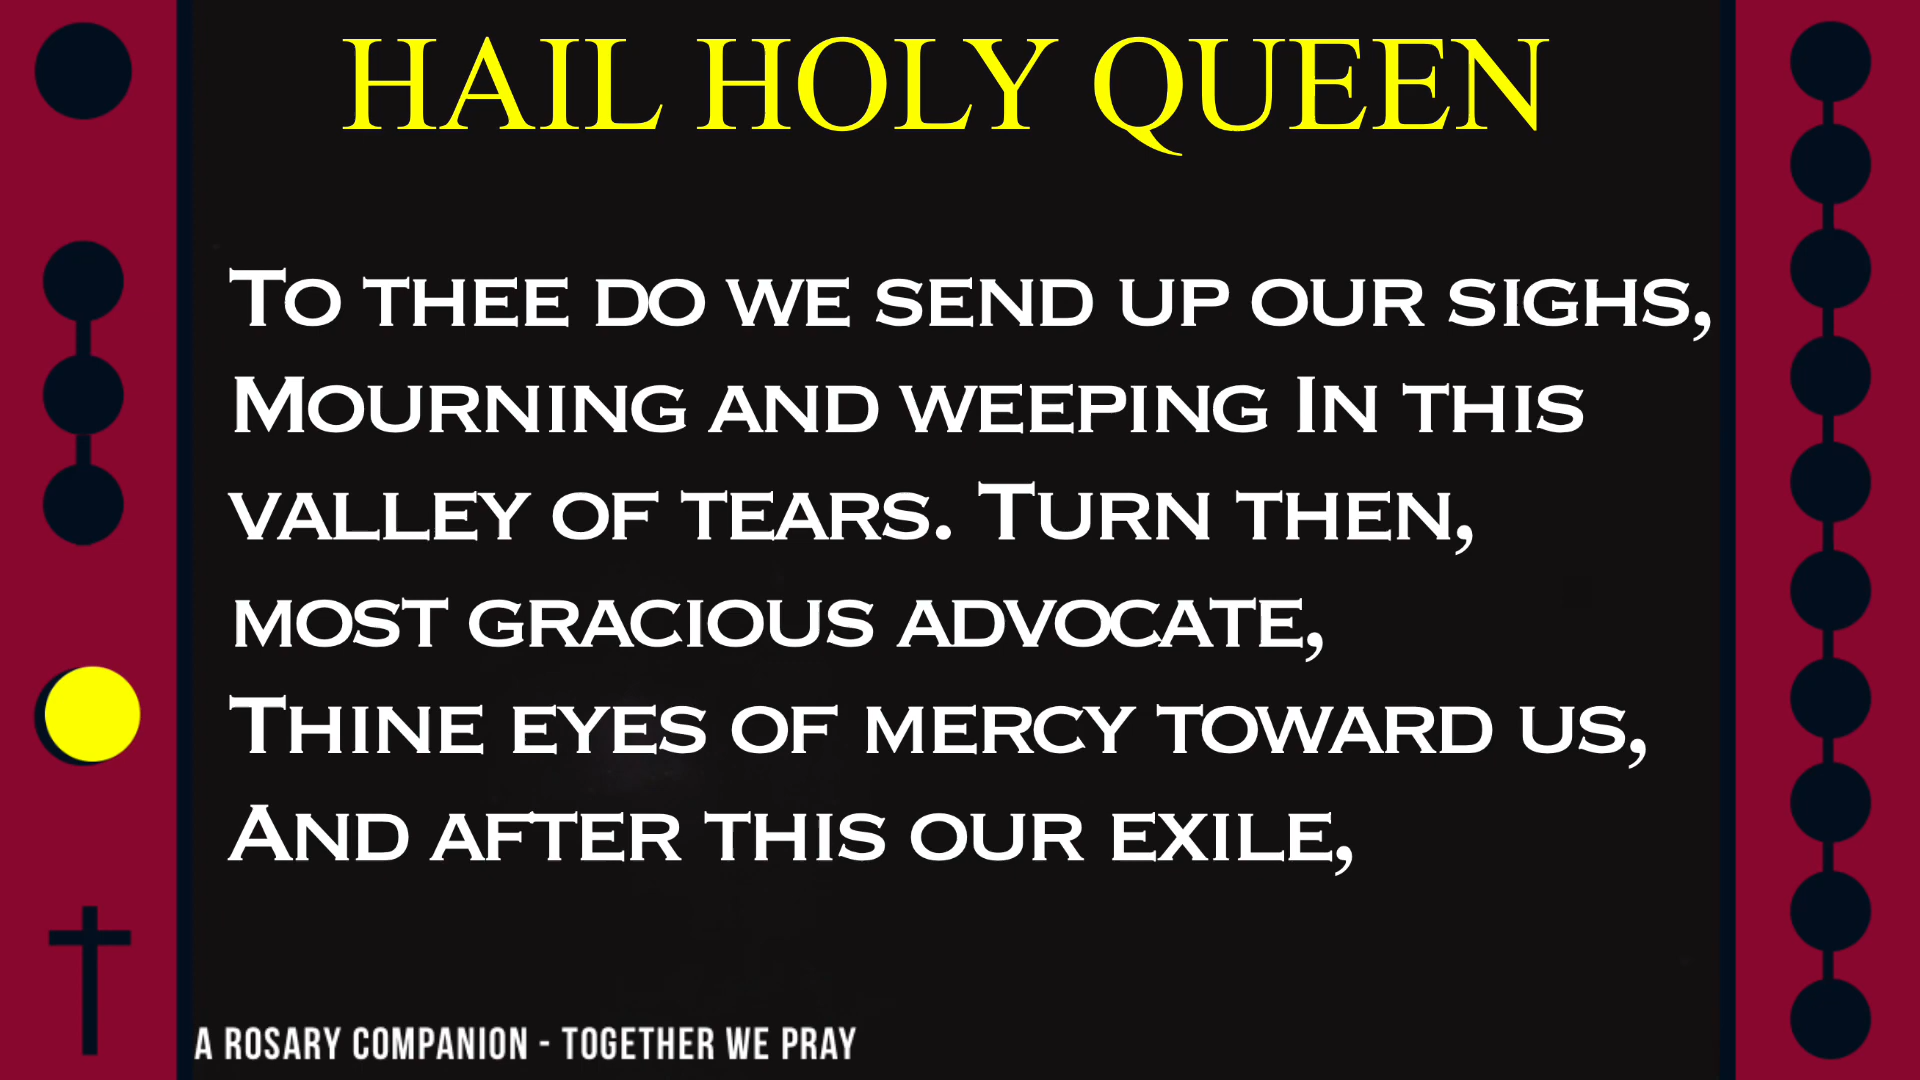 HAIL HOLY QUEEN
To thee do we send up our sighs,
Mourning and weeping In this
valley of tears. Turn then,
most gracious advocate,
Thine eyes of mercy toward us,
And after this our exile,
A ROSARY COMPANION - TOGETHER WE PRAY